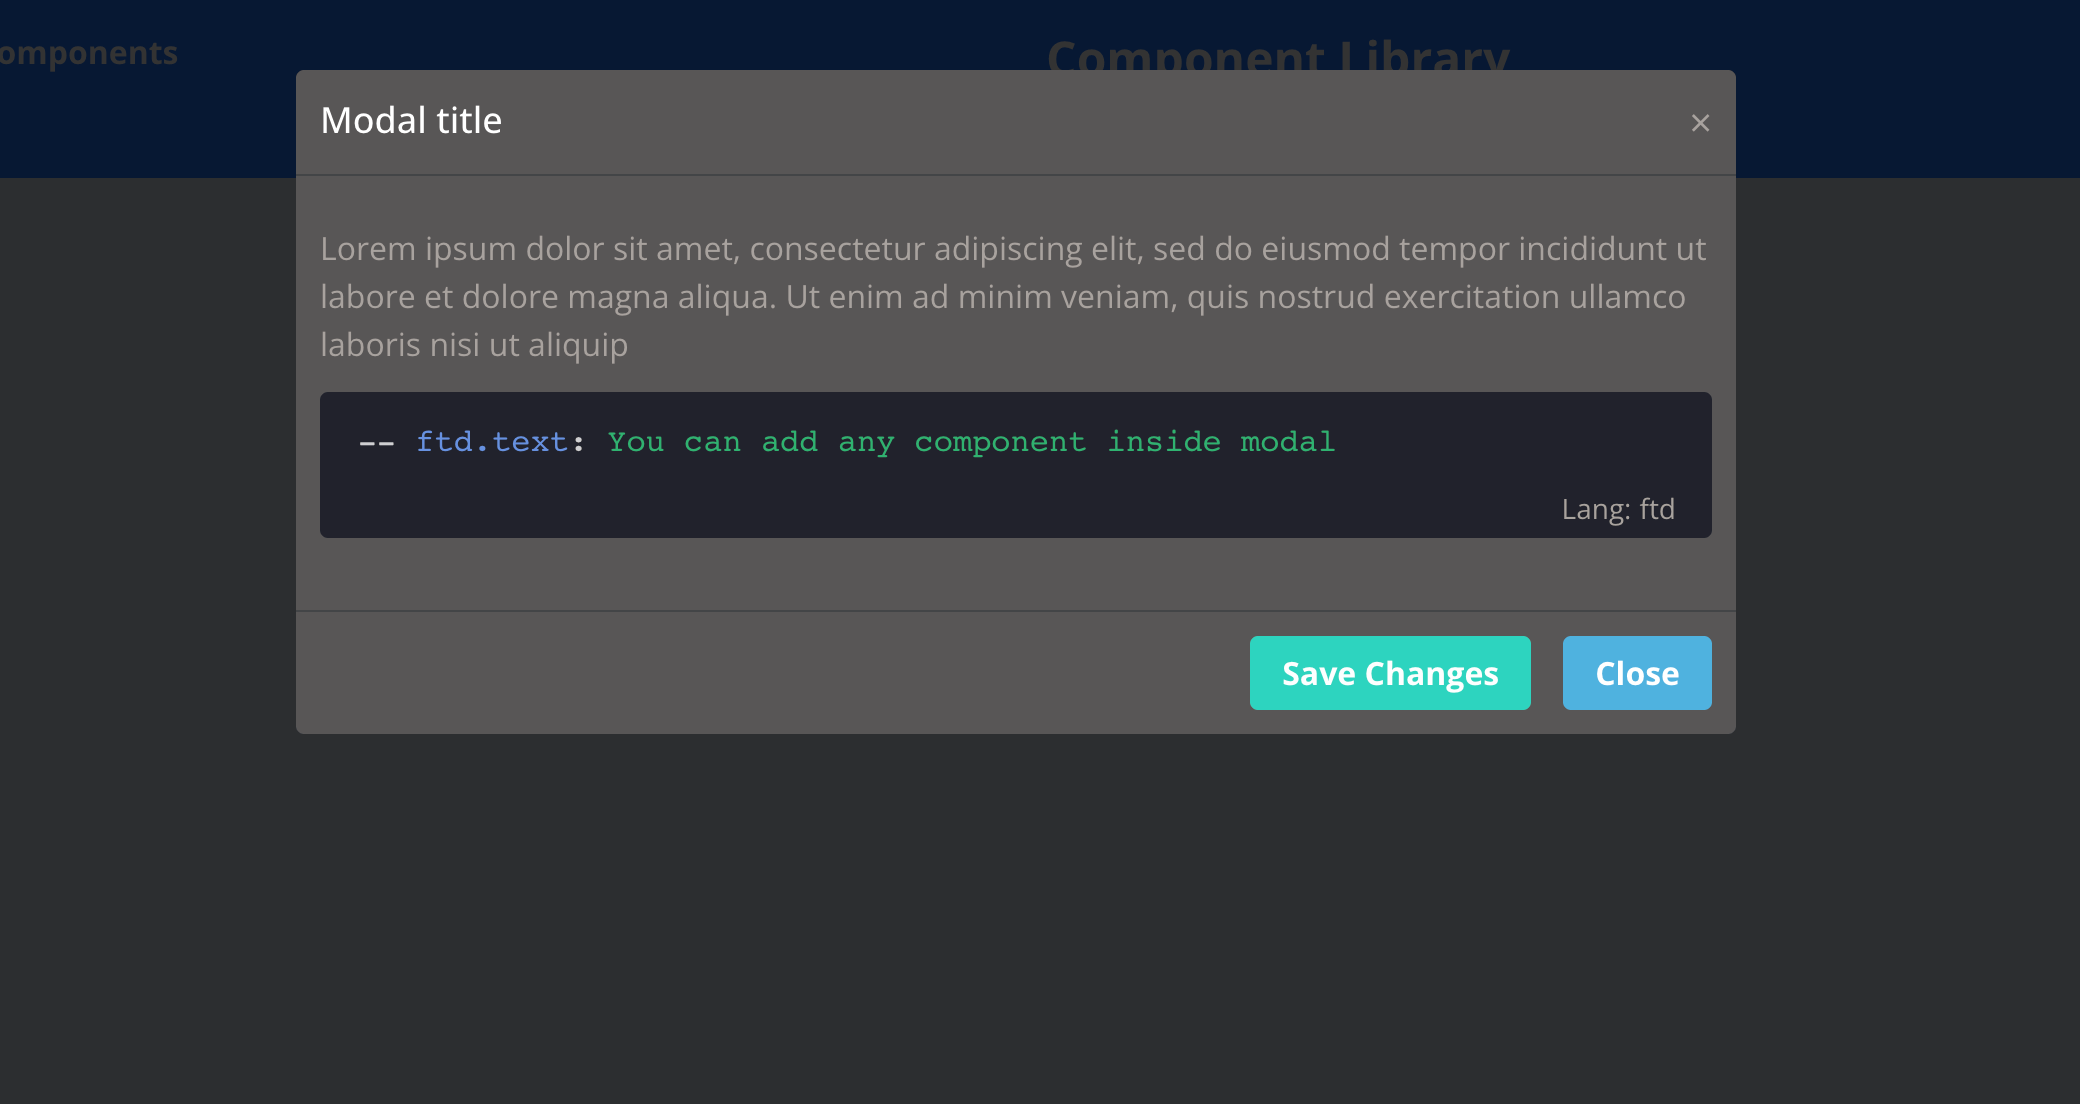 omponents
Component Library
Modal title
×
Lorem ipsum dolor sit amet, consectetur adipiscing elit, sed do eiusmod tempor incididunt ut
labore et dolore magna aliqua. Ut enim ad minim veniam, quis nostrud exercitation ullamco
laboris nisi ut aliquip
-- ftd.text: You can add any component inside modal
Lang: ftd
Save Changes
Close